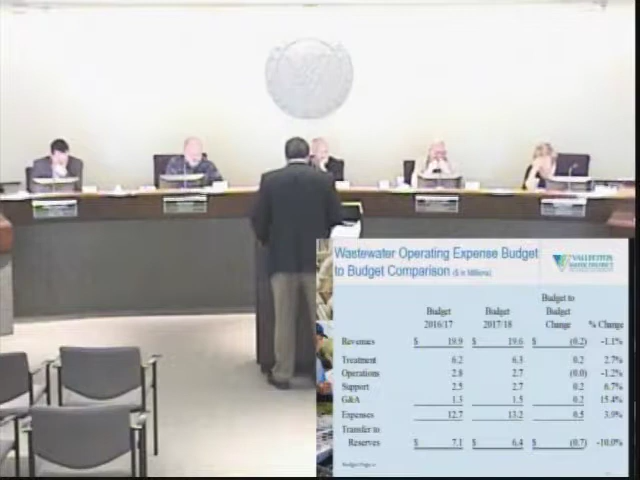 Wastewater Operating Expense Budget
to Budget Comparison ($ in Millions)
VALLECITOS
WATER DISTRICT
Budget 2016/17 Budget 2017/18 Budget to Budget Change % Change
Revenues $ 19.9 $ 19.6 $ (0.2) -1.1%
Treatment 6.2 6.3 0.2 2.7%
Operations 2.8 2.7 (0.0) -1.2%
Support 2.5 2.7 0.2 6.7%
G&A 1.3 1.5 0.2 15.4%
Expenses 12.7 13.2 0.5 3.9%
Transfer to
Reserves $ 7.1 $ 6.4 $ (0.7) -10.0%